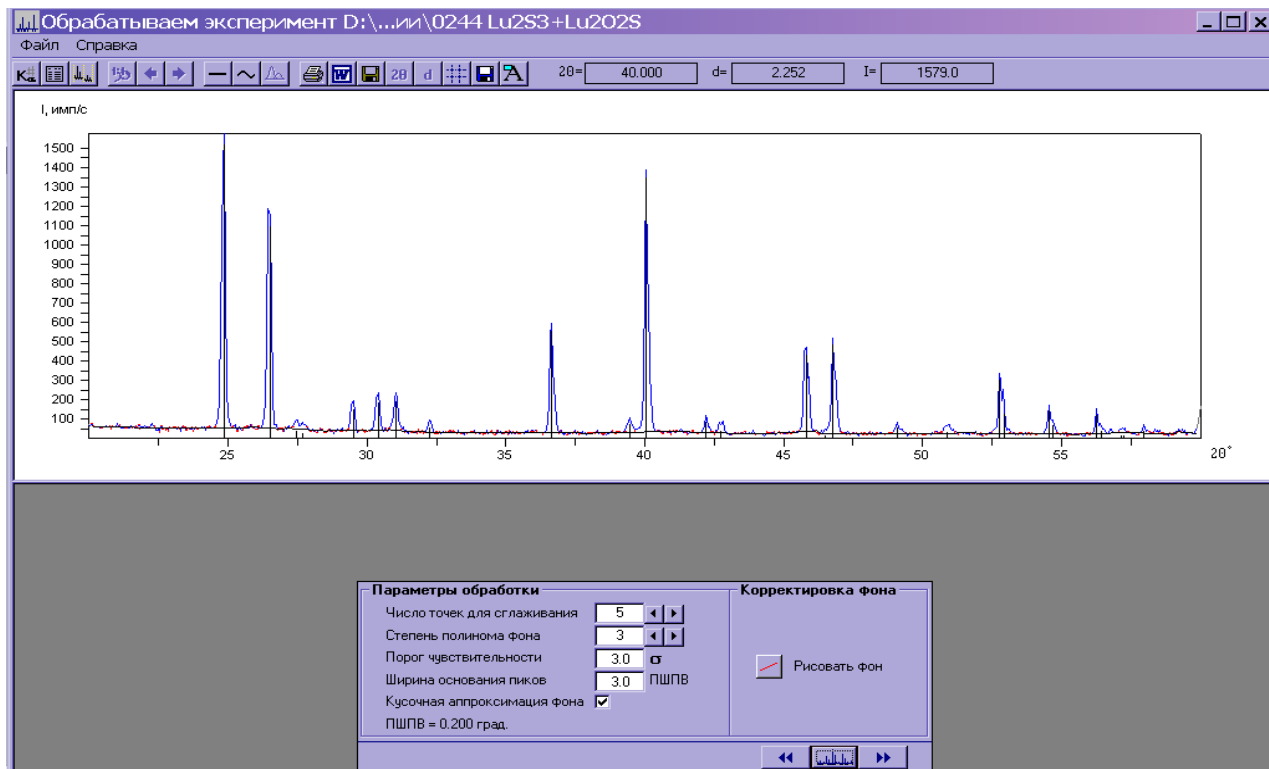 Обрабатываем эксперимент D:\...ии\0244 Lu2S3+Lu2O2S
Файл Справка
2θ= 40.000 d= 2.252 I= 1579.0
I, имп/с
1500
1400
1300
1200
1100
1000
900
800
700
600
500
400
300
200
100
25 30 35 40 45 50 55 2θ°
Параметры обработки
Число точек для сглаживания 5
Степень полинома фона 3
Порог чувствительности 3.0 σ
Ширина основания пиков 3.0 ПШПВ
Кусочная аппроксимация фона
ПШПВ = 0.200 град.
Корректировка фона
Рисовать фон